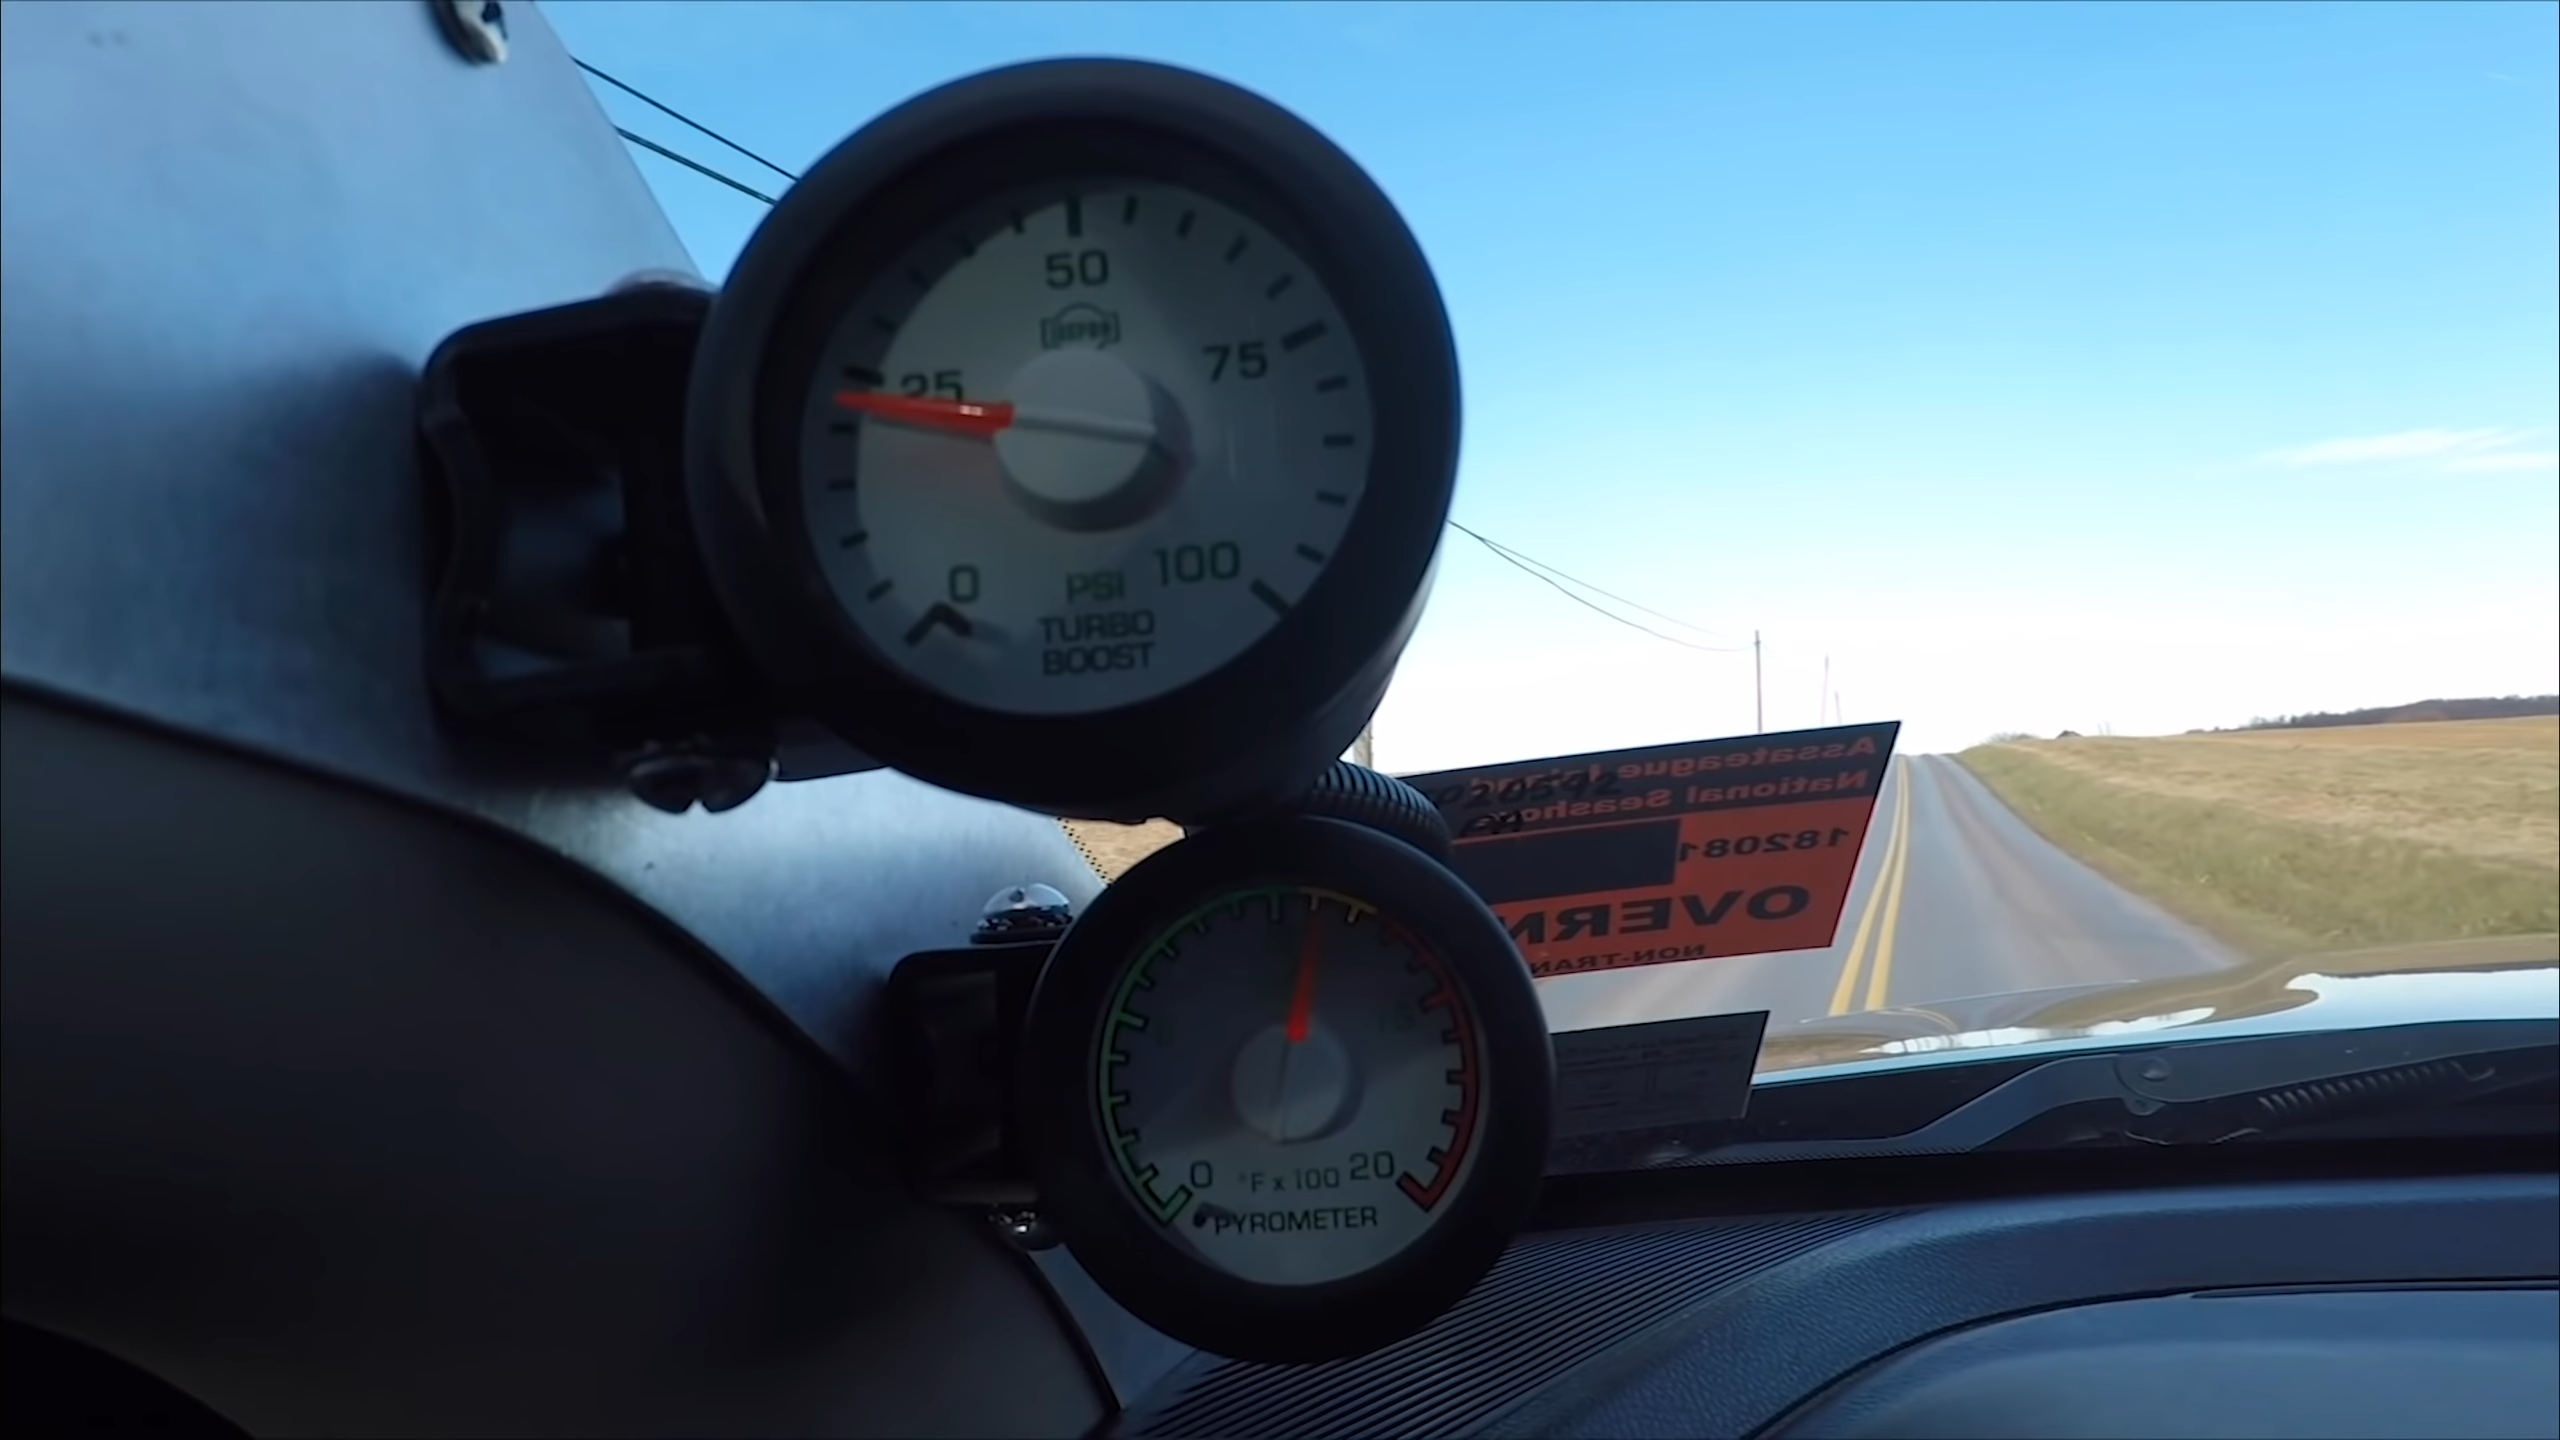 50
25
75
0
100
PSI
TURBO
BOOST
Assateague Island
National Seashore
182081
OVERN
NON-TRAN
15
0
°F x 100
20
PYROMETER